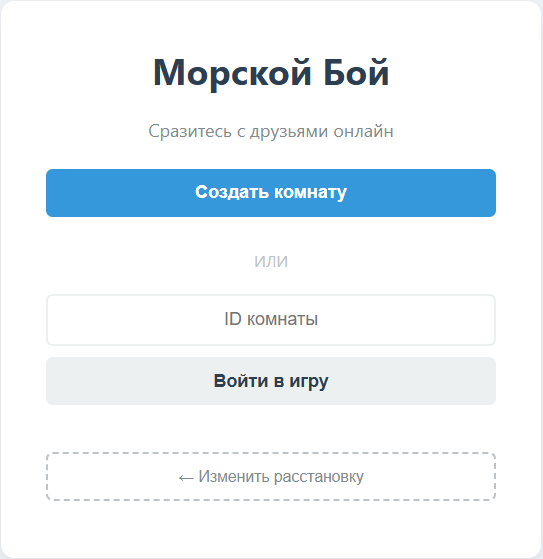 Морской Бой
Сразитесь с друзьями онлайн
Создать комнату
ИЛИ
ID комнаты
Войти в игру
← Изменить расстановку